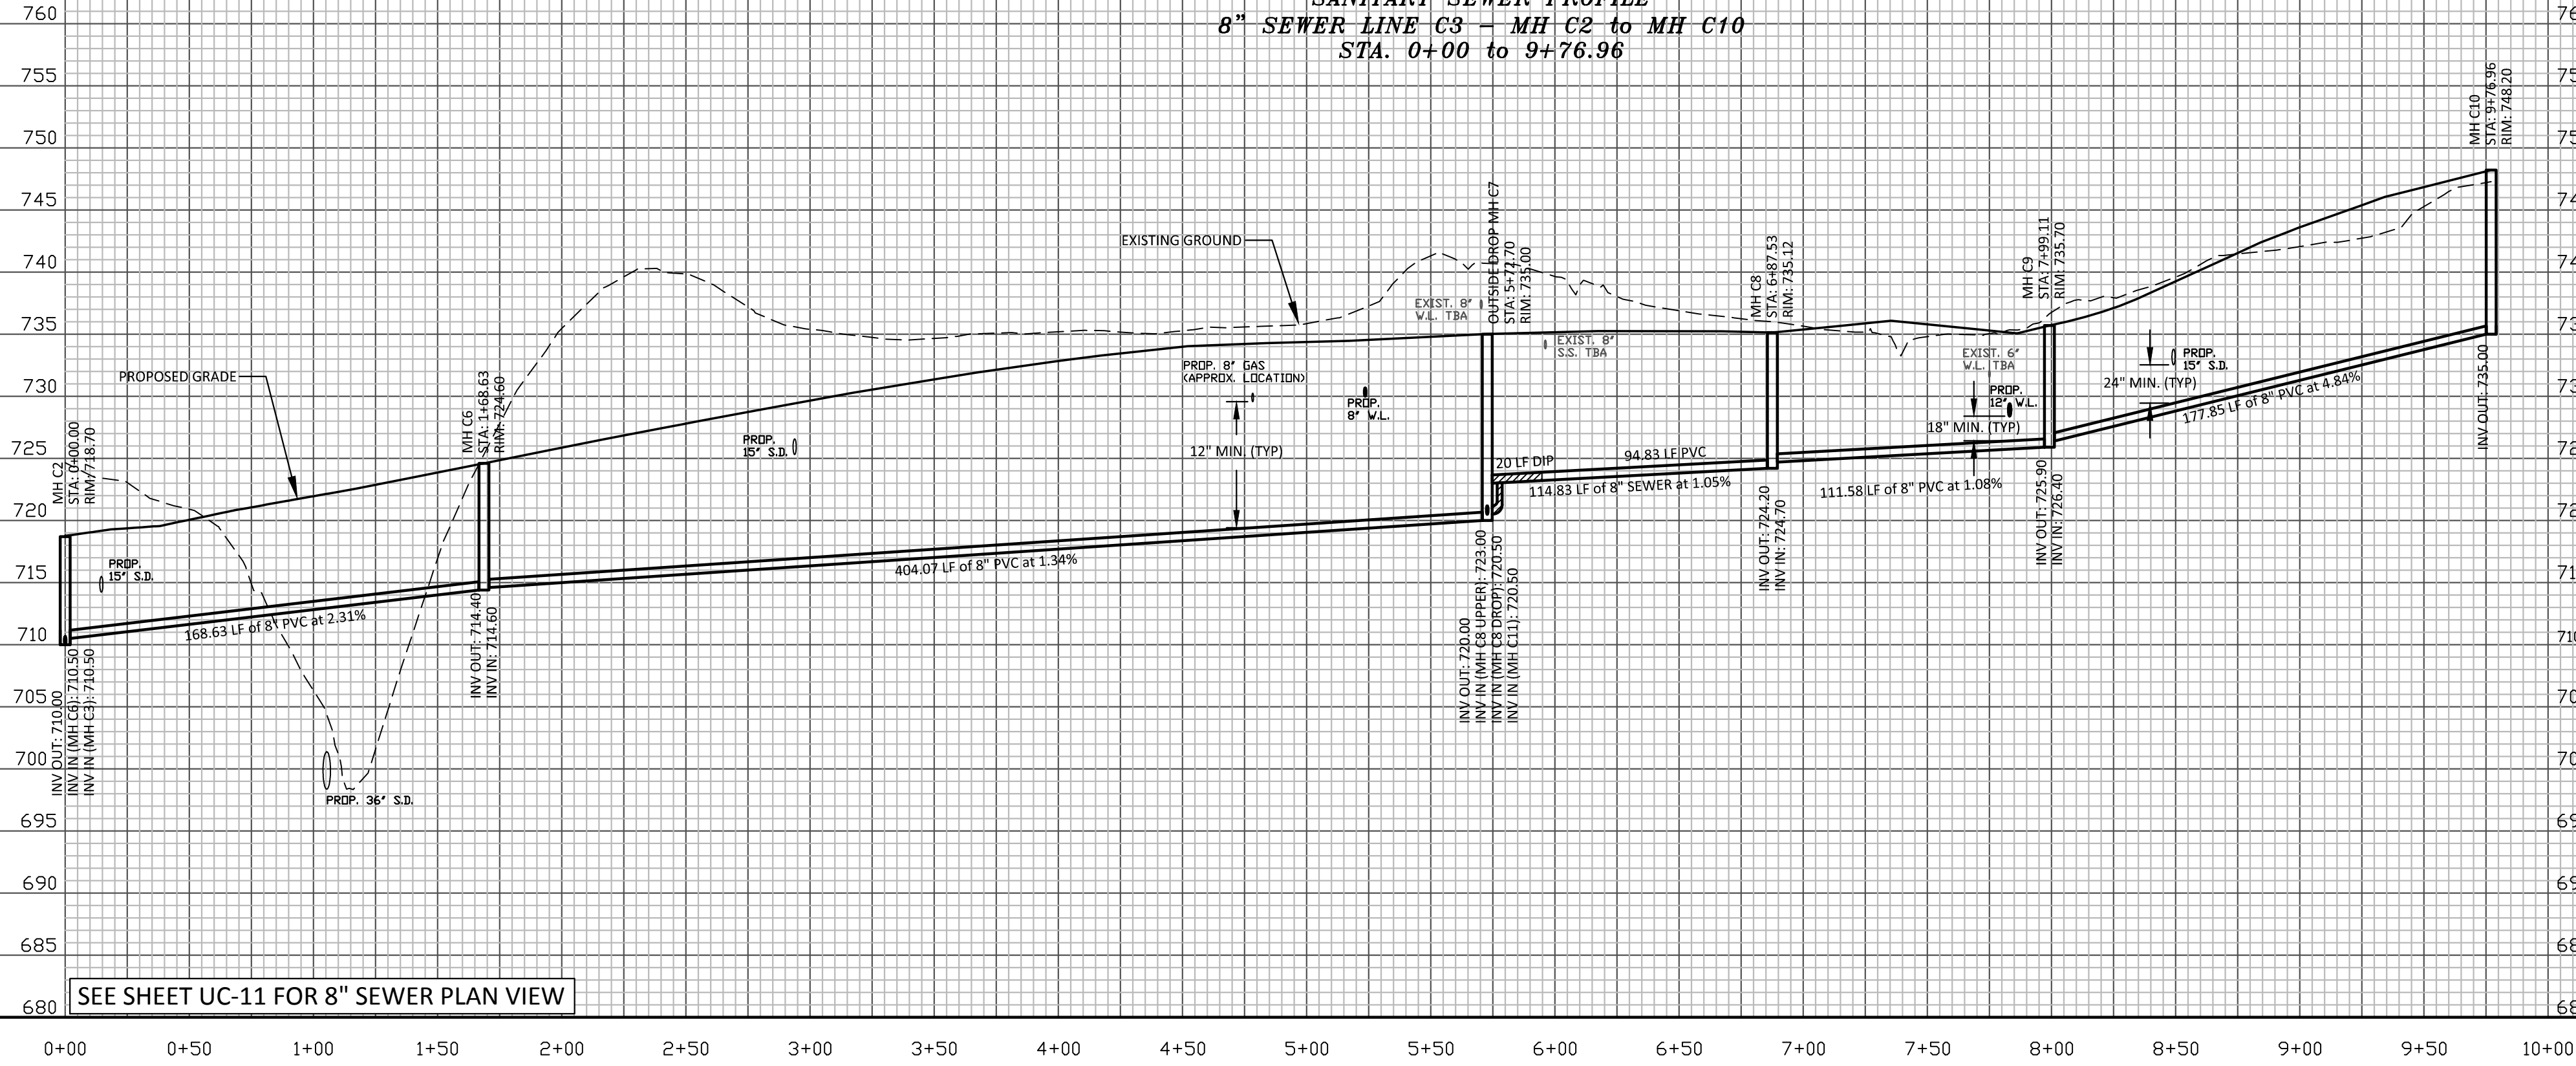 SANITARY SEWER PROFILE
8" SEWER LINE C3 – MH C2 to MH C10
STA. 0+00 to 9+76.96
760
755
750
745
740
735
730
725
720
715
710
705
700
695
690
685
680
MH C2
STA: 0+00.00
RIM: 718.70
PROPOSED GRADE
PROP.
15" S.D.
168.63 LF of 8" PVC at 2.31%
INV OUT: 710.00
INV IN (MH C6): 710.50
INV IN (MH C3): 710.50
PROP. 36" S.D.
MH C6
STA: 1+68.63
RIM: 724.60
INV OUT: 714.40
INV IN: 714.60
PROP.
15" S.D.
404.07 LF of 8" PVC at 1.34%
EXISTING GROUND
PROP. 8" GAS
(APPROX. LOCATION)
12" MIN. (TYP)
PROP.
8" W.L.
EXIST. 8"
W.L. TBA
OUTSIDE DROP MH C7
STA: 5+72.70
RIM: 735.00
EXIST. 8"
S.S. TBA
20 LF DIP
94.83 LF PVC
114.83 LF of 8" SEWER at 1.05%
INV OUT: 720.00
INV IN (MH C8 UPPER): 723.00
INV IN (MH C8 DROP): 720.50
INV IN (MH C11): 720.50
MH C8
STA: 6+87.53
RIM: 735.12
INV OUT: 724.20
INV IN: 724.70
111.58 LF of 8" PVC at 1.08%
EXIST. 6"
W.L. TBA
PROP.
12" W.L.
18" MIN. (TYP)
MH C9
STA: 7+99.11
RIM: 735.70
INV OUT: 725.90
INV IN: 726.40
24" MIN. (TYP)
PROP.
15" S.D.
177.85 LF of 8" PVC at 4.84%
MH C10
STA: 9+76.96
RIM: 748.20
INV OUT: 735.00
SEE SHEET UC-11 FOR 8" SEWER PLAN VIEW
0+00 0+50 1+00 1+50 2+00 2+50 3+00 3+50 4+00 4+50 5+00 5+50 6+00 6+50 7+00 7+50 8+00 8+50 9+00 9+50 10+00